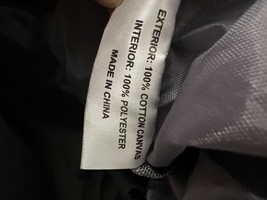 EXTERIOR: 100% COTTON CANVAS
INTERIOR: 100% POLYESTER
MADE IN CHINA